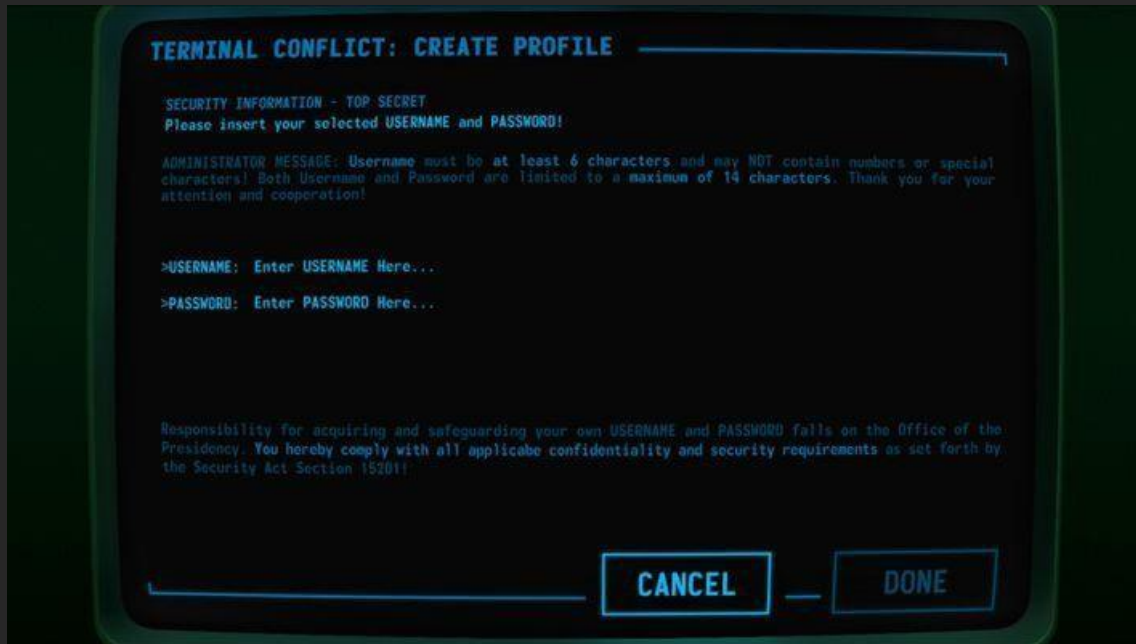 TERMINAL CONFLICT: CREATE PROFILE
SECURITY INFORMATION - TOP SECRET
Please insert your selected USERNAME and PASSWORD!
ADMINISTRATOR MESSAGE: Username must be at least 6 characters and may NOT contain numbers or special
characters! Both Username and Password are limited to a maximum of 14 characters. Thank you for your
attention and cooperation!
>USERNAME: Enter USERNAME Here...
>PASSWORD: Enter PASSWORD Here...
Responsibility for acquiring and safeguarding your own USERNAME and PASSWORD falls on the Office of the
Presidency. You hereby comply with all applicabe confidentiality and security requirements as set forth by
the Security Act Section 15201!
CANCEL
DONE